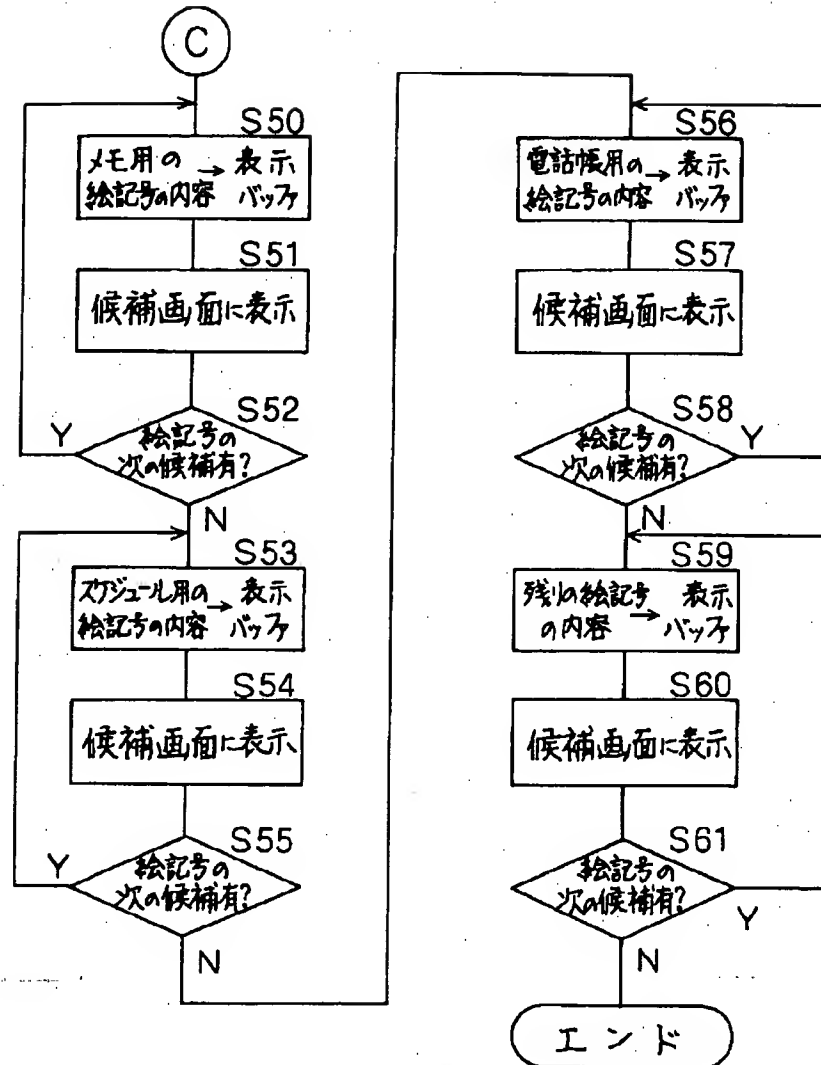 C
S50
メモ用の → 表示
絵記号の内容 バッファ
S51
候補画面に表示
S52
Y
絵記号の
次の候補有?
N
S53
スケジュール用の → 表示
絵記号の内容 バッファ
S54
候補画面に表示
S55
Y
絵記号の
次の候補有?
N
S56
電話帳用の → 表示
絵記号の内容 バッファ
S57
候補画面に表示
S58
絵記号の
次の候補有?
Y
N
S59
残りの絵記号 → 表示
の内容 バッファ
S60
候補画面に表示
S61
絵記号の
次の候補有?
Y
N
エンド